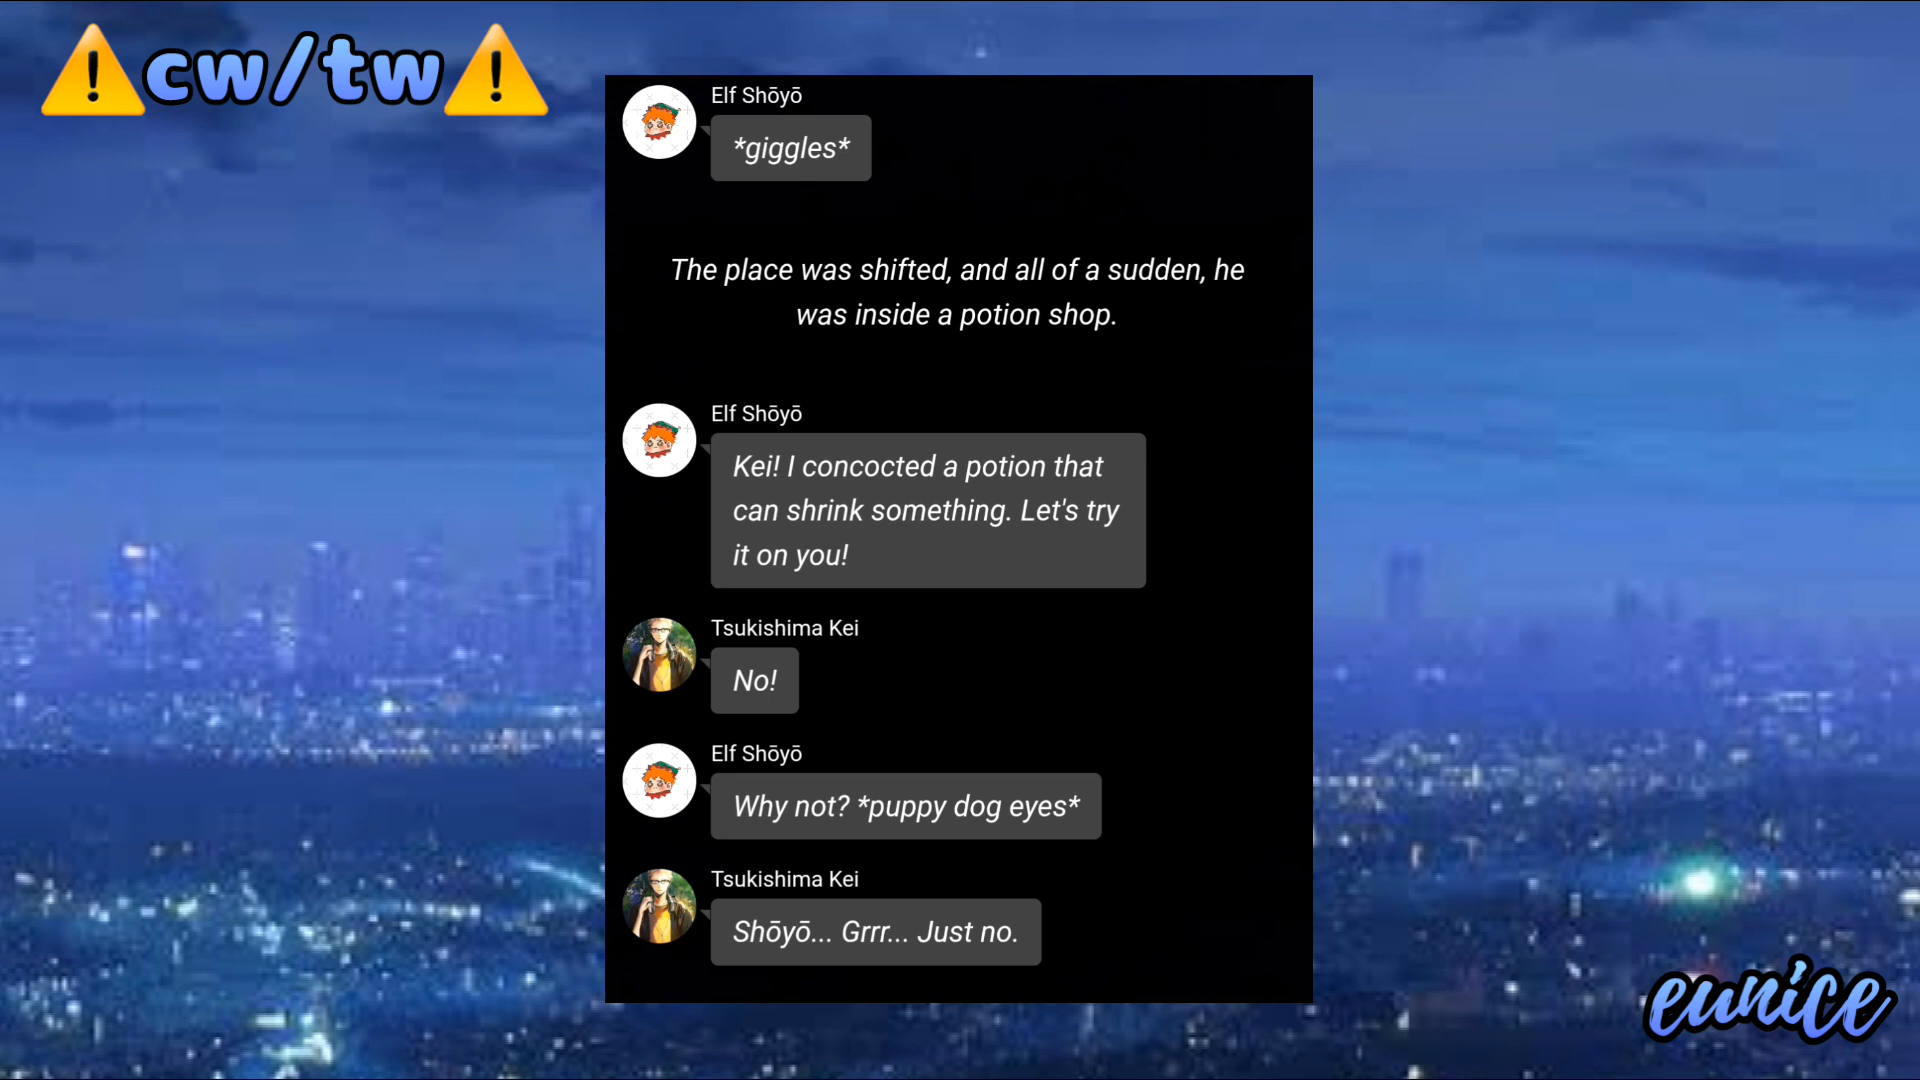 ⚠️cw/tw⚠️
Elf Shōyō
*giggles*
The place was shifted, and all of a sudden, he
was inside a potion shop.
Elf Shōyō
Kei! I concocted a potion that
can shrink something. Let's try
it on you!
Tsukishima Kei
No!
Elf Shōyō
Why not? *puppy dog eyes*
Tsukishima Kei
Shōyō... Grrr... Just no.
eunice